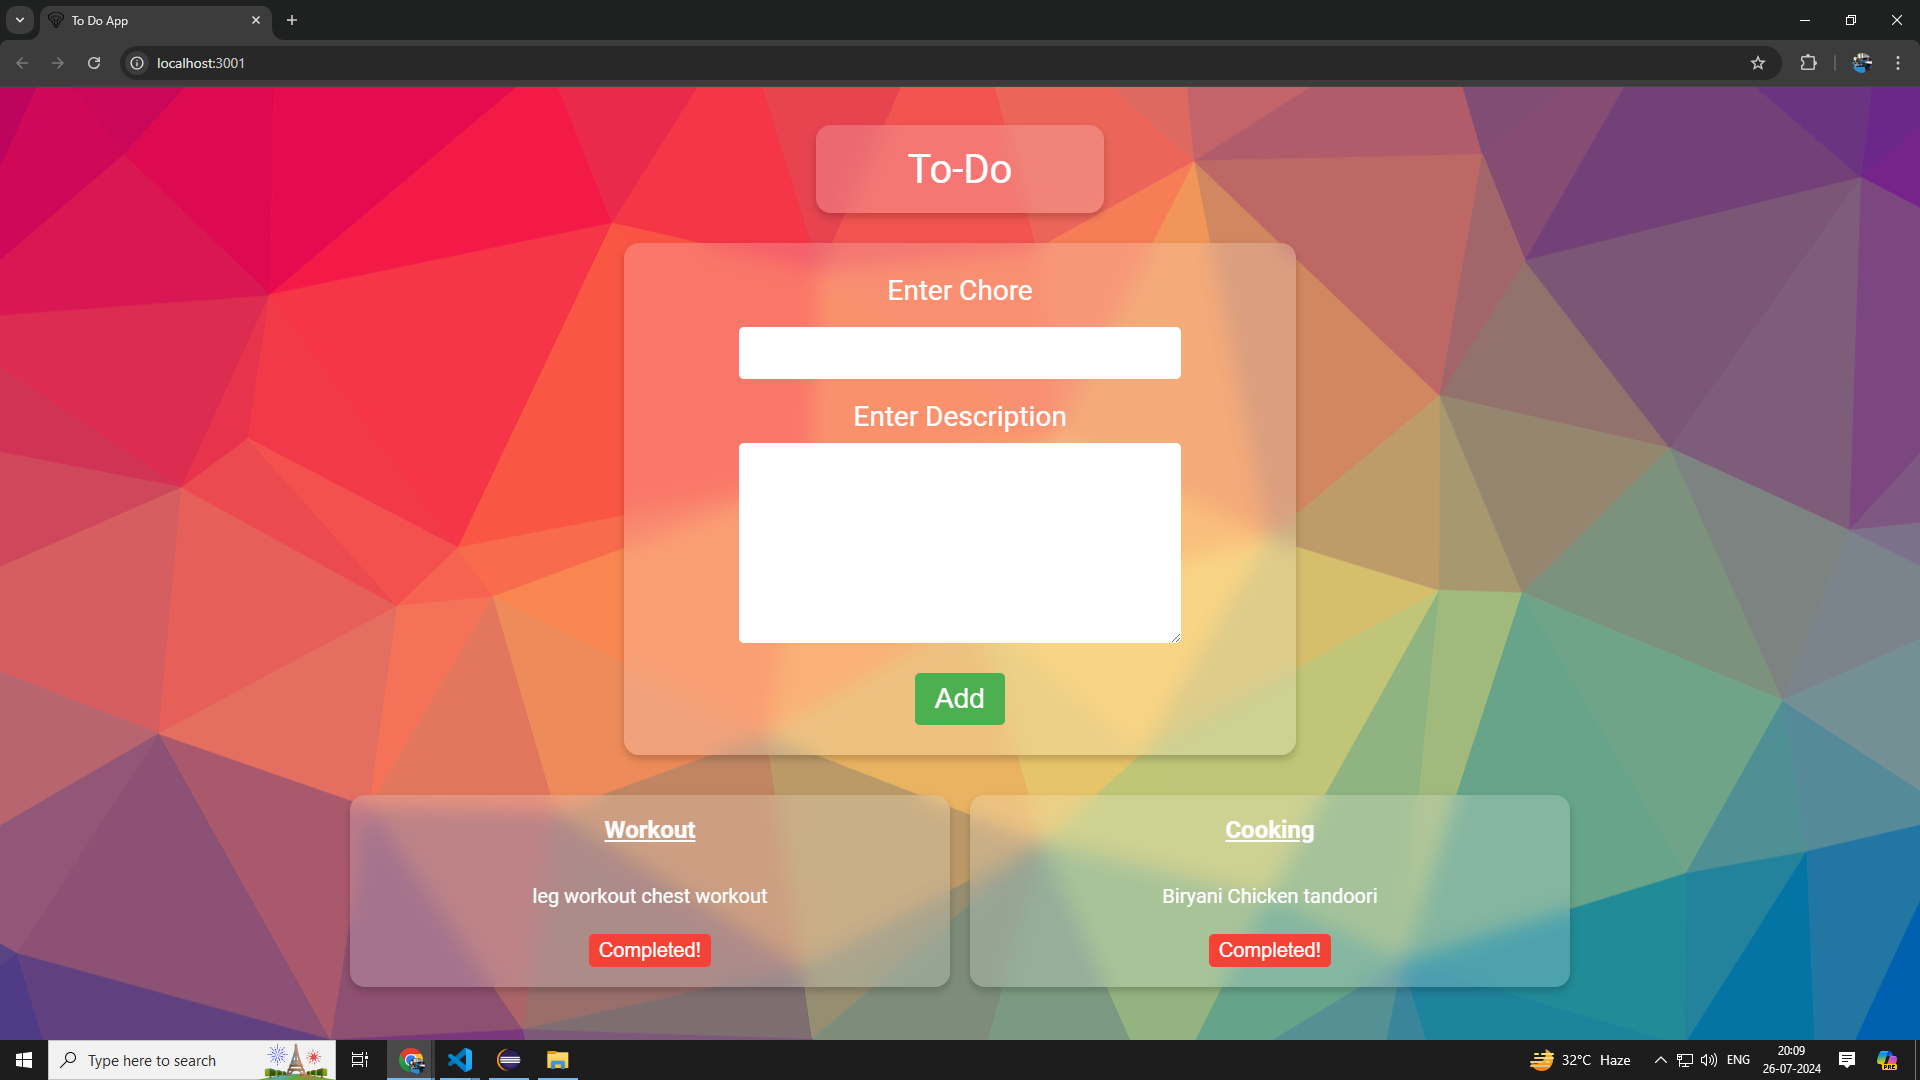 To Do App
localhost:3001
To-Do
Enter Chore
Enter Description
Add
Workout
leg workout chest workout
Completed!
Cooking
Biryani Chicken tandoori
Completed!
Type here to search
32°C Haze
ENG
20:09
26-07-2024
PRE